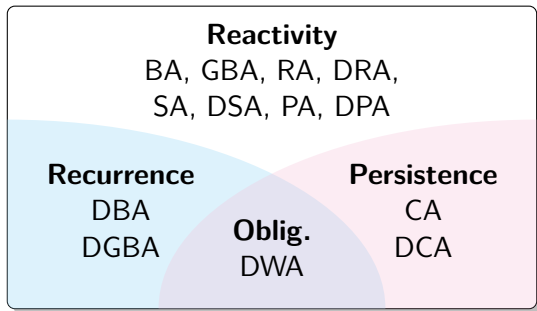 Reactivity
BA, GBA, RA, DRA,
SA, DSA, PA, DPA
Recurrence
DBA
DGBA
Oblig.
DWA
Persistence
CA
DCA